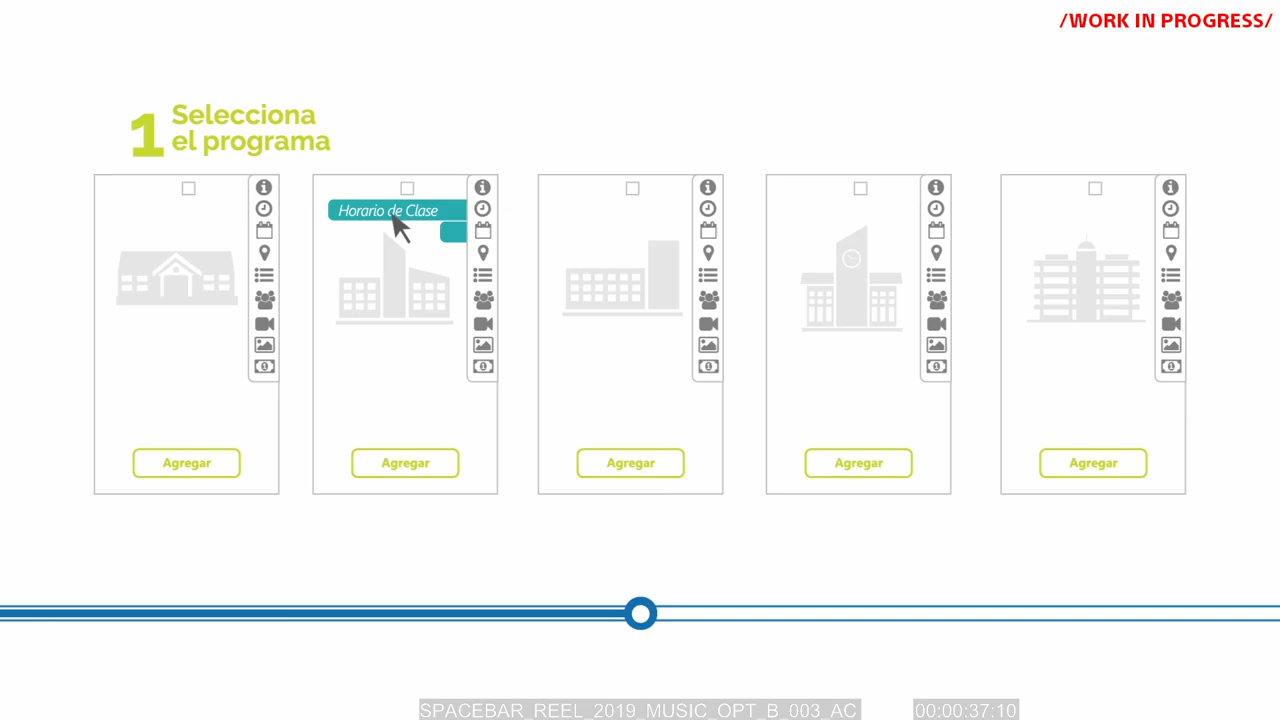 /WORK IN PROGRESS/
1
Selecciona
el programa
Horario de Clase
Agregar
Agregar
Agregar
Agregar
Agregar
SPACEBAR_REEL_2019_MUSIC_OPT_B_003_AC
00:00:37:10